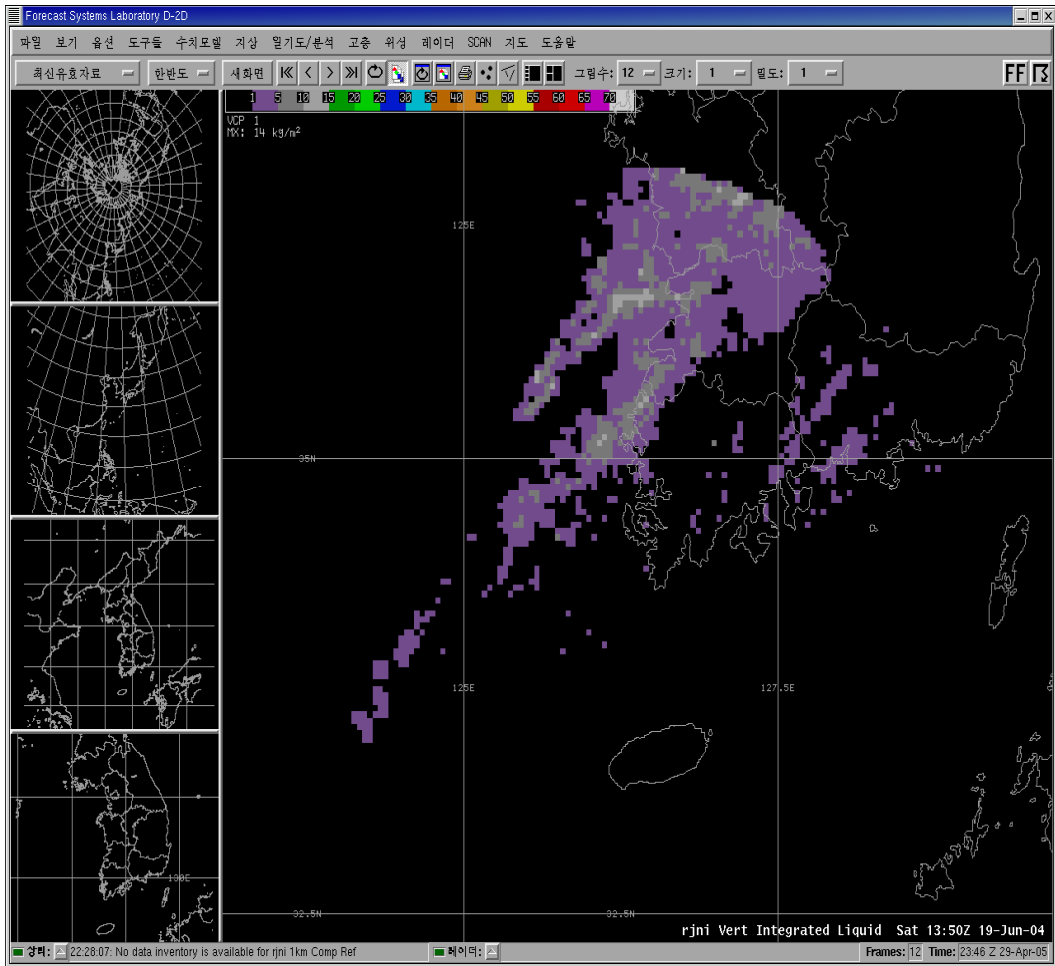 Forecast Systems Laboratory D-2D
파일 보기 옵션 도구들 수치모델 지상 일기도/분석 고층 위성 레이더 SCAN 지도 도움말
최신유효자료 한반도 새화면 그림수: 12 크기: 1 밀도: 1 FF
1 5 10 15 20 25 30 35 40 45 50 55 60 65 70
VCP 1
MX: 14 kg/m²
125E
35N
125E 127.5E
130E
32.5N 32.5N
rjni Vert Integrated Liquid Sat 13:50Z 19-Jun-04
상태: 22:28:07: No data inventory is available for rjni 1km Comp Ref 레이더: Frames: 12 Time: 23:46 Z 29-Apr-05